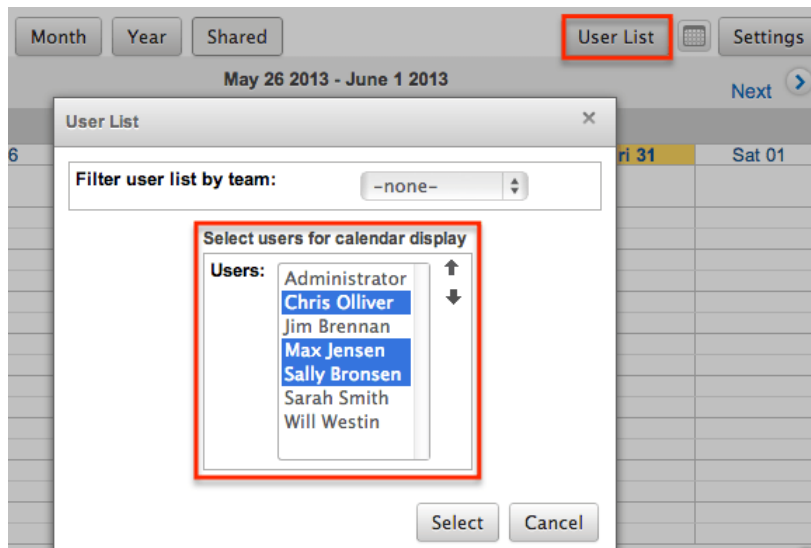 Month Year Shared User List Settings
May 26 2013 - June 1 2013
Next
User List
6 ri 31 Sat 01
Filter user list by team: -none-
Select users for calendar display
Users:
Administrator
Chris Olliver
Jim Brennan
Max Jensen
Sally Bronsen
Sarah Smith
Will Westin
Select Cancel